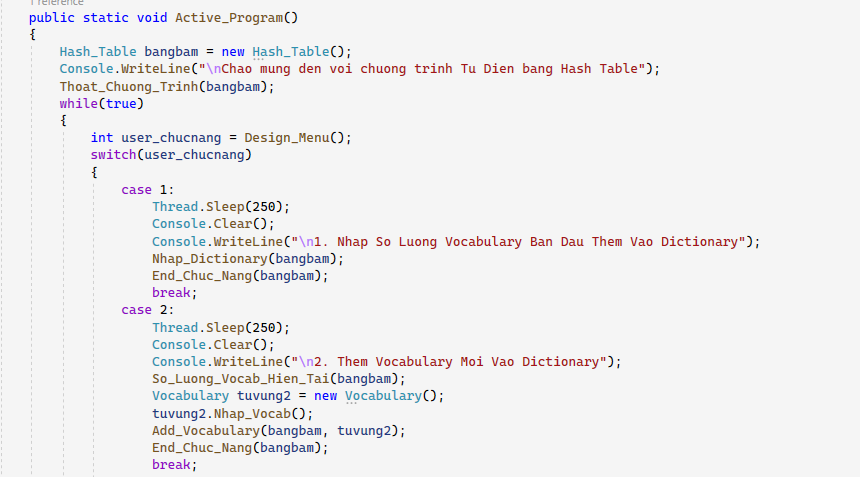 1 reference
public static void Active_Program()
{
Hash_Table bangbam = new Hash_Table();
Console.WriteLine("\nChao mung den voi chuong trinh Tu Dien bang Hash Table");
Thoat_Chuong_Trinh(bangbam);
while(true)
{
int user_chucnang = Design_Menu();
switch(user_chucnang)
{
case 1:
Thread.Sleep(250);
Console.Clear();
Console.WriteLine("\n1. Nhap So Luong Vocabulary Ban Dau Them Vao Dictionary");
Nhap_Dictionary(bangbam);
End_Chuc_Nang(bangbam);
break;
case 2:
Thread.Sleep(250);
Console.Clear();
Console.WriteLine("\n2. Them Vocabulary Moi Vao Dictionary");
So_Luong_Vocab_Hien_Tai(bangbam);
Vocabulary tuvung2 = new Vocabulary();
tuvung2.Nhap_Vocab();
Add_Vocabulary(bangbam, tuvung2);
End_Chuc_Nang(bangbam);
break;